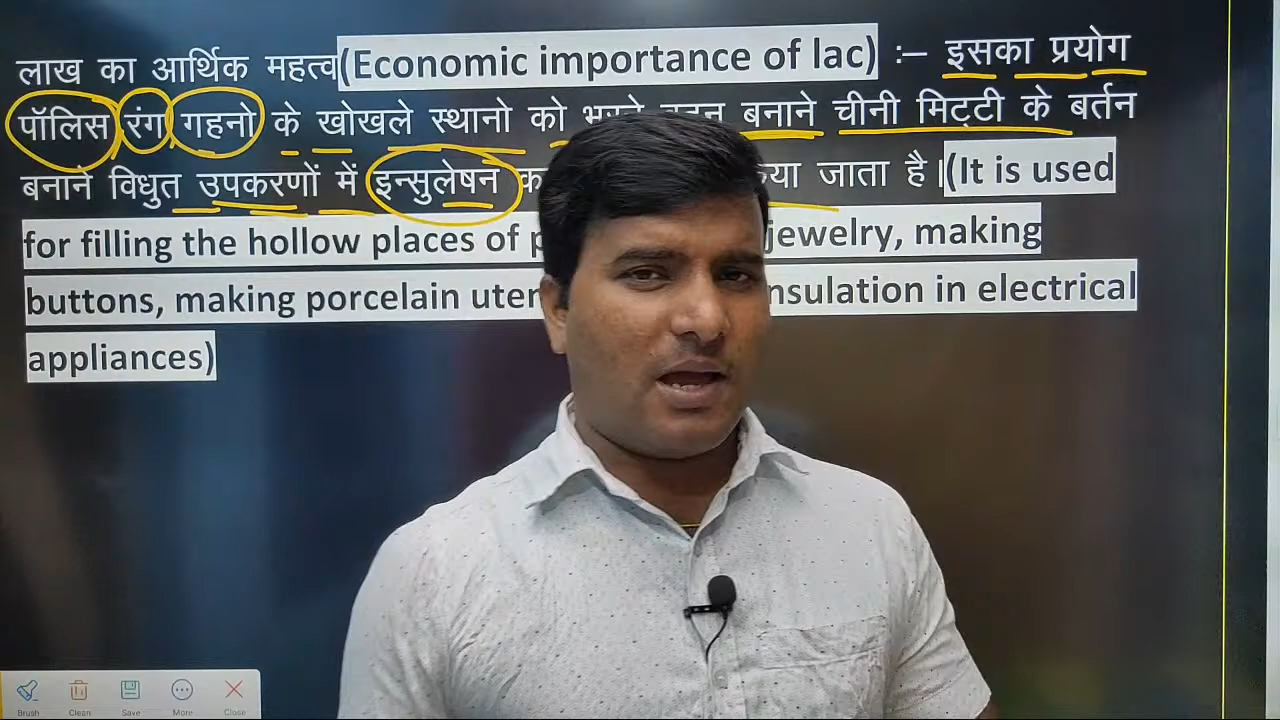 लाख का आर्थिक महत्व(Economic importance of lac) :– इसका प्रयोग
पॉलिस रंग गहनो के खोखले स्थानो को बनाने चीनी मिट्टी के बर्तन
बनाने विधुत उपकरणों में इन्सुलेषन जाता है।(It is used
for filling the hollow places of jewelry, making
buttons, making porcelain in electrical
appliances)
Brush Clean Save More Close